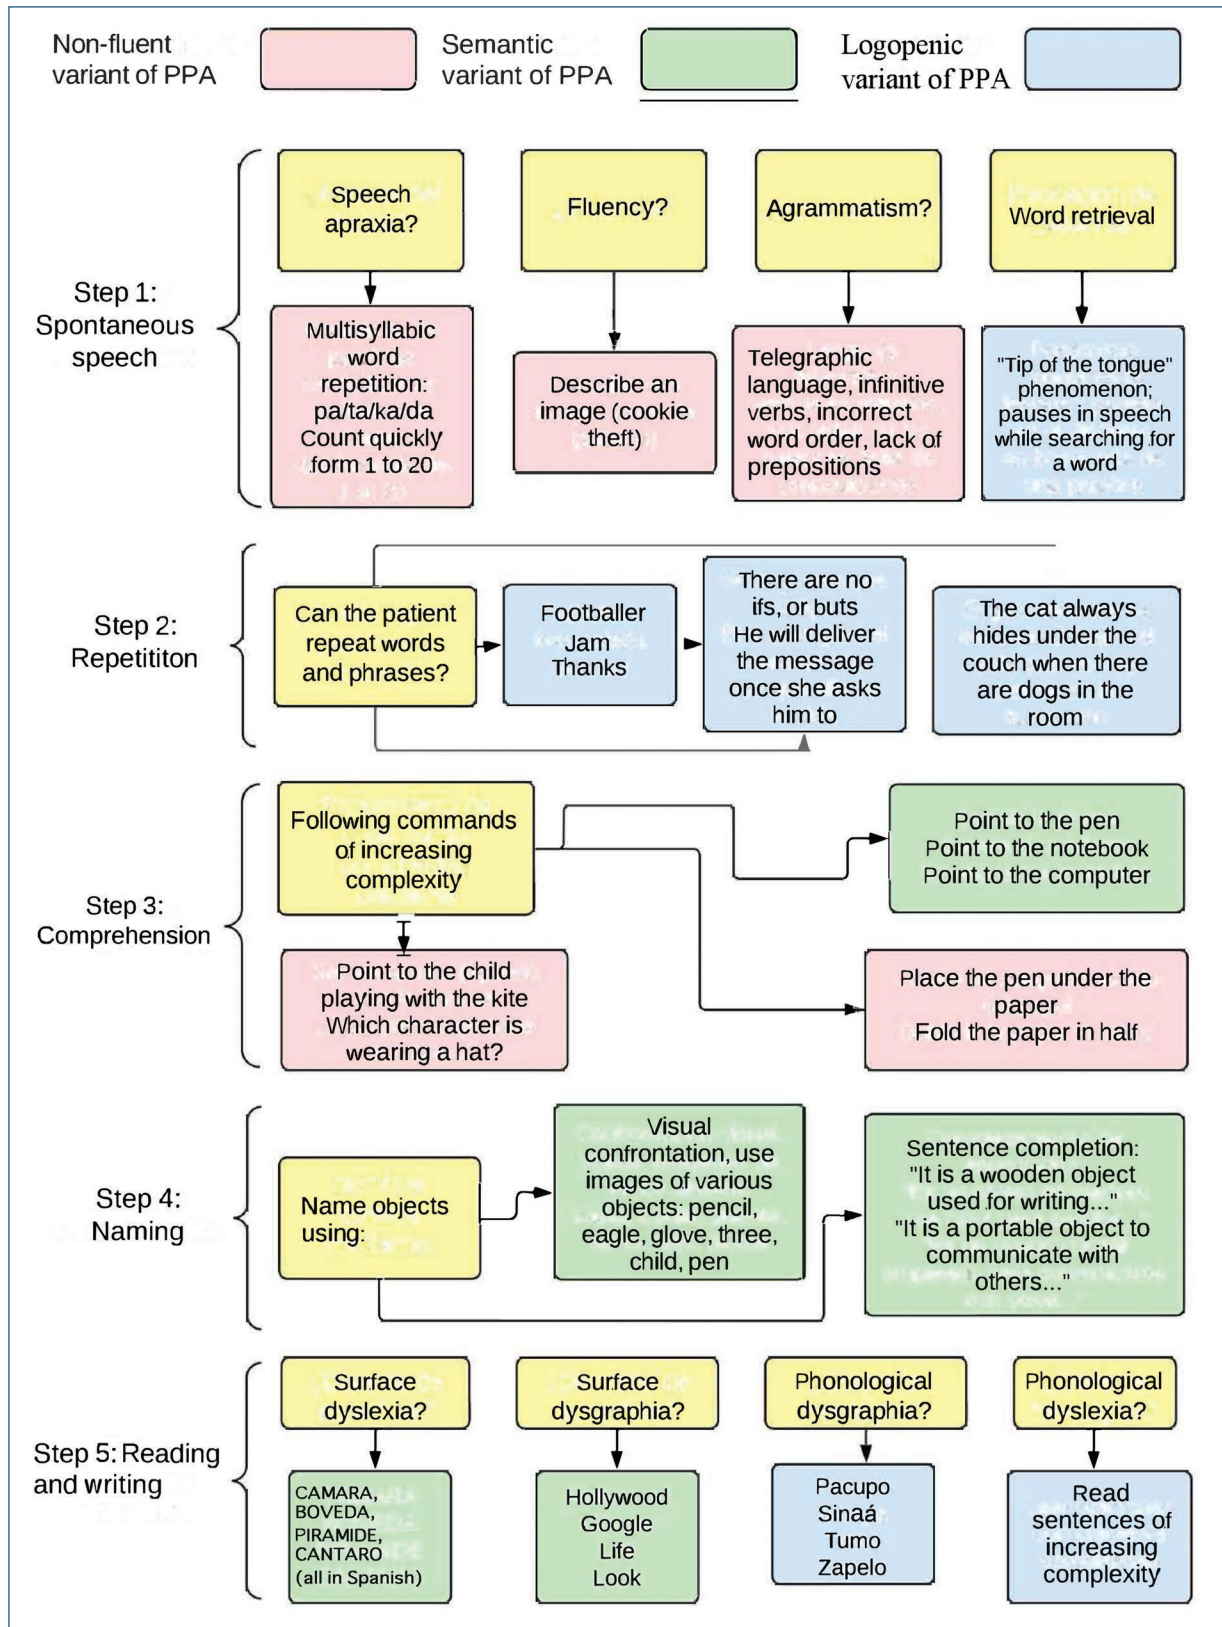 Non-fluent
variant of PPA
Semantic
variant of PPA
Logopenic
variant of PPA
Step 1:
Spontaneous
speech
Speech
apraxia?
Fluency?
Agrammatism?
Word retrieval
Multisyllabic
word
repetition:
pa/ta/ka/da
Count quickly
form 1 to 20
Describe an
image (cookie
theft)
Telegraphic
language, infinitive
verbs, incorrect
word order, lack of
prepositions
"Tip of the tongue"
phenomenon;
pauses in speech
while searching for
a word
Step 2:
Repetititon
Can the patient
repeat words
and phrases?
Footballer
Jam
Thanks
There are no
ifs, or buts
He will deliver
the message
once she asks
him to
The cat always
hides under the
couch when there
are dogs in the
room
Step 3:
Comprehension
Following commands
of increasing
complexity
Point to the pen
Point to the notebook
Point to the computer
Point to the child
playing with the kite
Which character is
wearing a hat?
Place the pen under the
paper
Fold the paper in half
Step 4:
Naming
Name objects
using:
Visual
confrontation, use
images of various
objects: pencil,
eagle, glove, three,
child, pen
Sentence completion:
"It is a wooden object
used for writing..."
"It is a portable object to
communicate with
others..."
Step 5: Reading
and writing
Surface
dyslexia?
Surface
dysgraphia?
Phonological
dysgraphia?
Phonological
dyslexia?
CAMARA,
BOVEDA,
PIRAMIDE,
CANTARO
(all in Spanish)
Hollywood
Google
Life
Look
Pacupo
Sinaá
Tumo
Zapelo
Read
sentences of
increasing
complexity